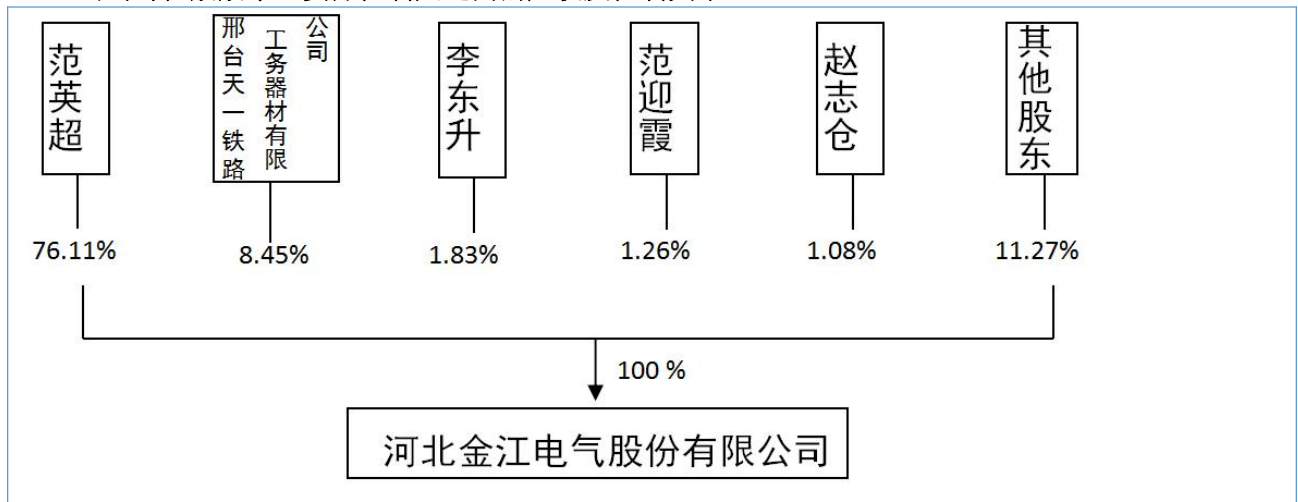 范英超
邢台天一铁路
工务器材有限
公司
李东升
范迎霞
赵志仓
其他股东
76.11%
8.45%
1.83%
1.26%
1.08%
11.27%
100 %
河北金江电气股份有限公司